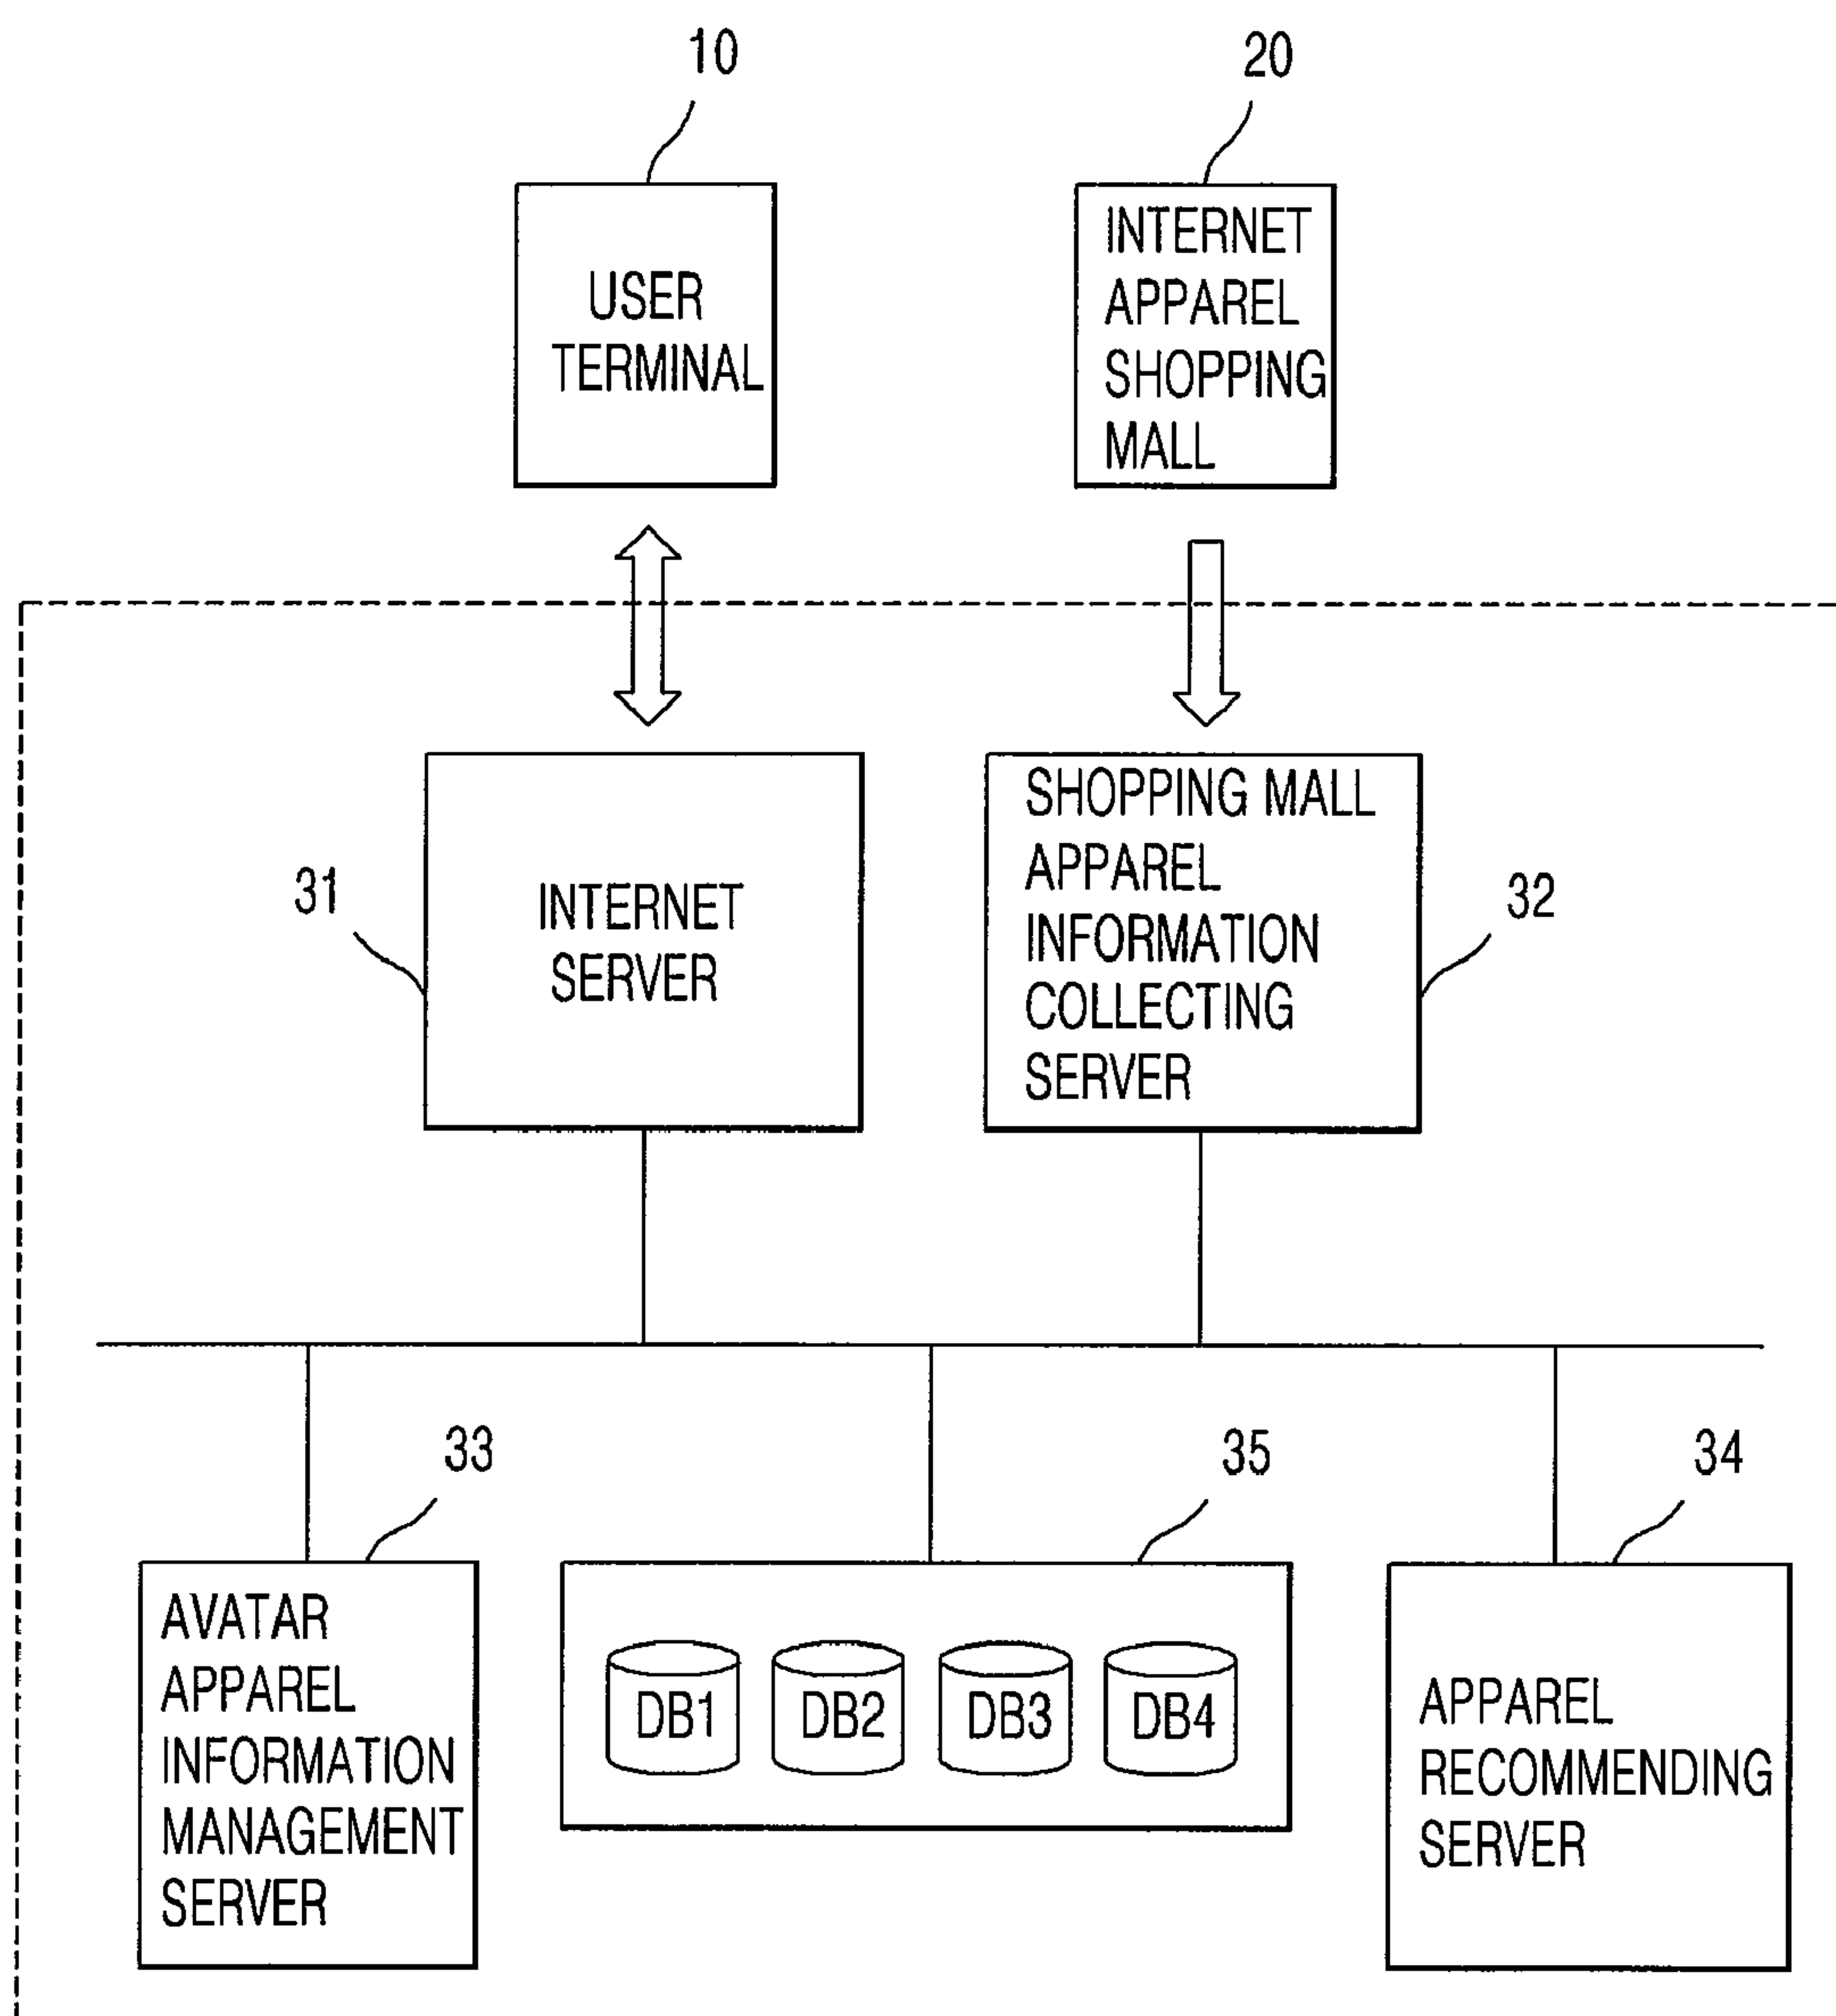 10
20
USER
TERMINAL
INTERNET
APPAREL
SHOPPING
MALL
31
INTERNET
SERVER
SHOPPING MALL
APPAREL
INFORMATION
COLLECTING
SERVER
32
33
35
34
AVATAR
APPAREL
INFORMATION
MANAGEMENT
SERVER
DB1
DB2
DB3
DB4
APPAREL
RECOMMENDING
SERVER